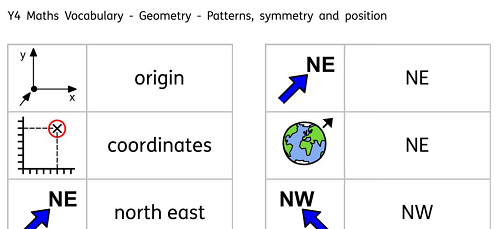 Y4 Maths Vocabulary - Geometry - Patterns, symmetry and position
y
x
origin
NE
NE
coordinates
NE
NE
north east
NW
NW